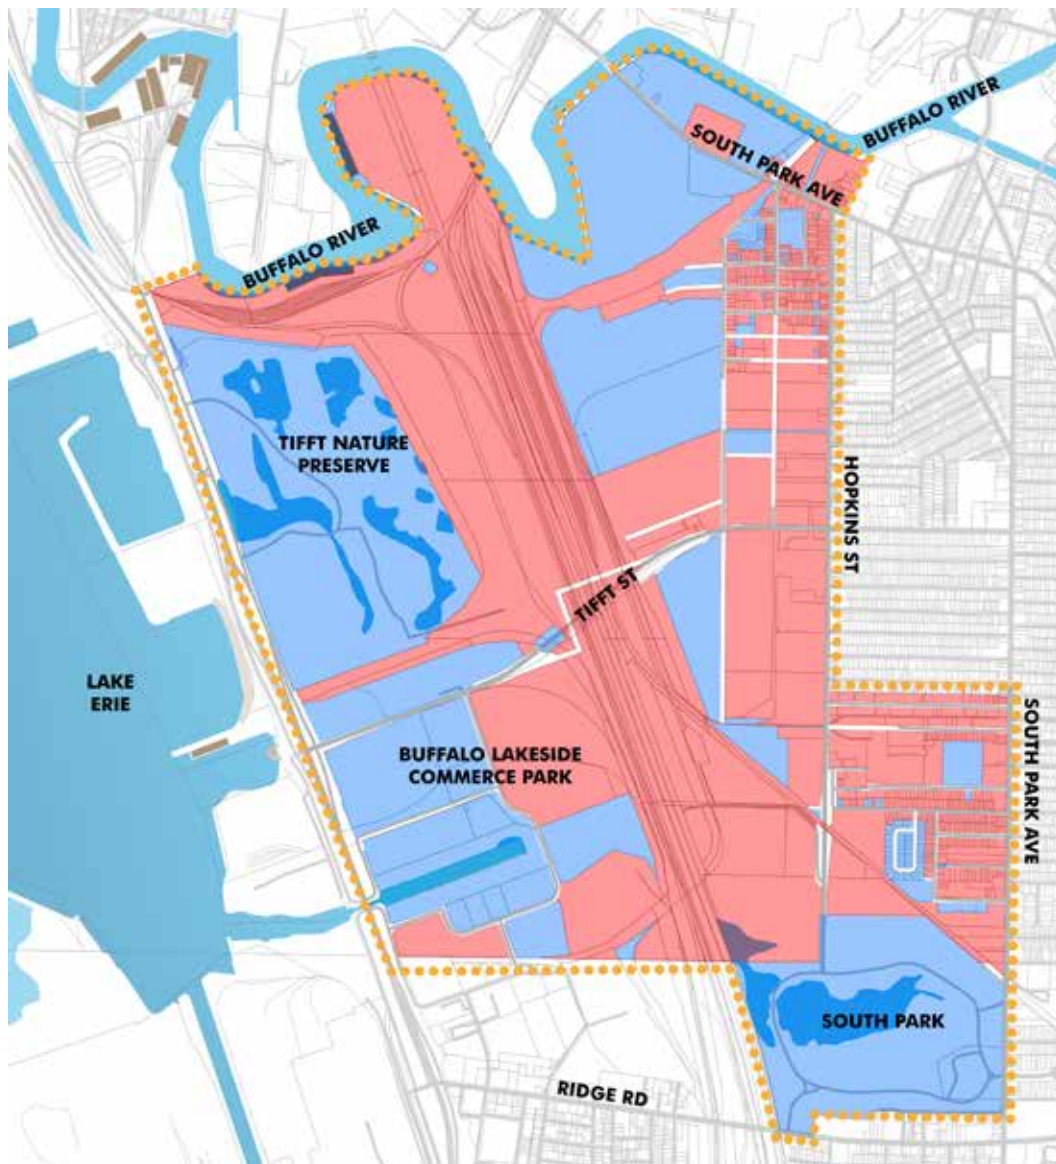 BUFFALO RIVER
SOUTH PARK AVE
BUFFALO RIVER
TIFFT NATURE
PRESERVE
HOPKINS ST
TIFFT ST
LAKE
ERIE
SOUTH PARK AVE
BUFFALO LAKESIDE
COMMERCE PARK
SOUTH PARK
RIDGE RD